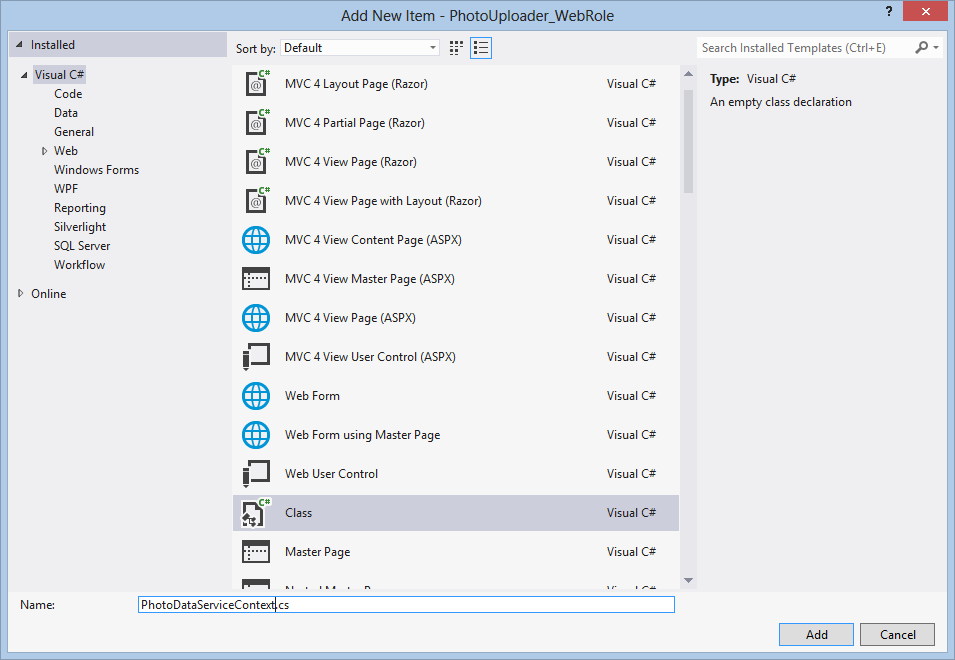 Add New Item - PhotoUploader_WebRole
?
Installed
Visual C#
Code
Data
General
Web
Windows Forms
WPF
Reporting
Silverlight
SQL Server
Workflow
Online
Sort by: Default
MVC 4 Layout Page (Razor) Visual C#
MVC 4 Partial Page (Razor) Visual C#
MVC 4 View Page (Razor) Visual C#
MVC 4 View Page with Layout (Razor) Visual C#
MVC 4 View Content Page (ASPX) Visual C#
MVC 4 View Master Page (ASPX) Visual C#
MVC 4 View Page (ASPX) Visual C#
MVC 4 View User Control (ASPX) Visual C#
Web Form Visual C#
Web Form using Master Page Visual C#
Web User Control Visual C#
Class Visual C#
Master Page Visual C#
Search Installed Templates (Ctrl+E)
Type: Visual C#
An empty class declaration
Name: PhotoDataServiceContext.cs
Add Cancel